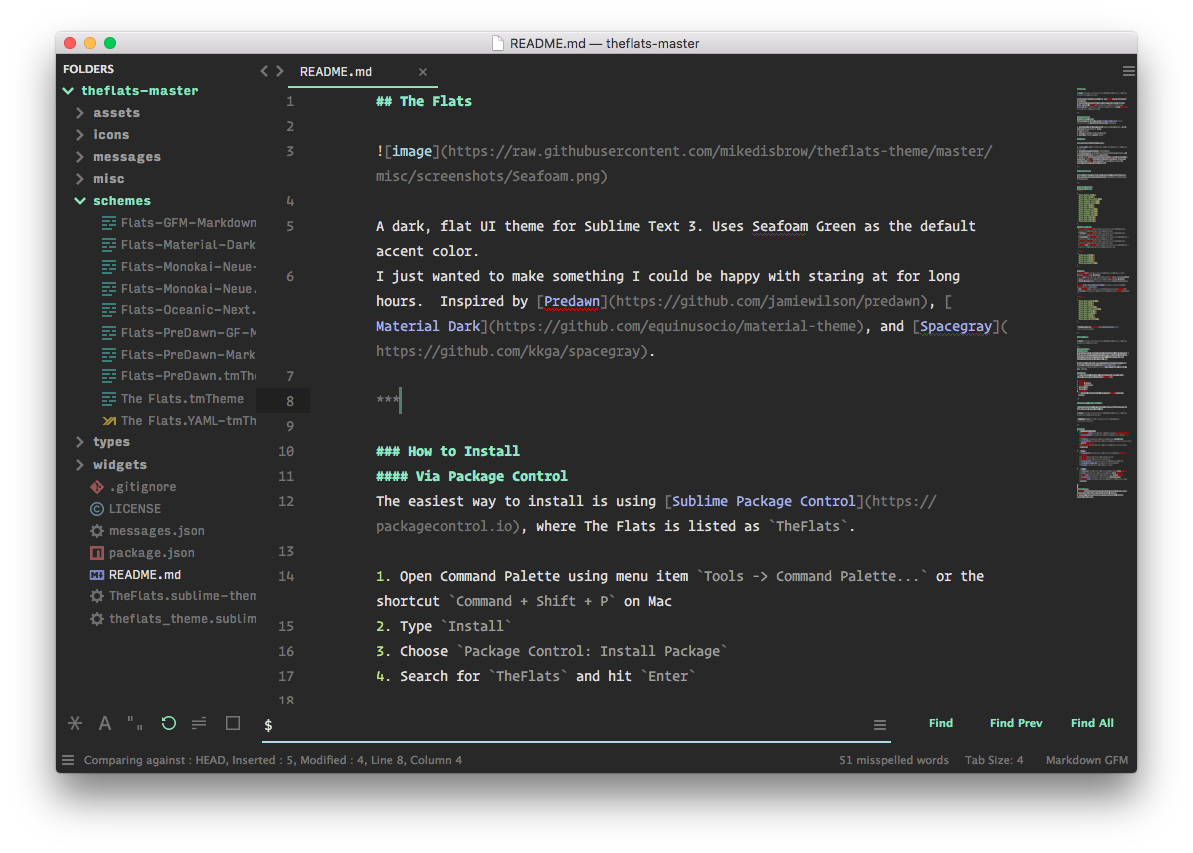 README.md — theflats-master
FOLDERS
theflats-master
assets
icons
messages
misc
schemes
Flats-GFM-Markdown
Flats-Material-Dark
Flats-Monokai-Neue-
Flats-Monokai-Neue.
Flats-Oceanic-Next.
Flats-PreDawn-GF-M
Flats-PreDawn-Mark
Flats-PreDawn.tmThe
The Flats.tmTheme
The Flats.YAML-tmTh
types
widgets
.gitignore
LICENSE
messages.json
package.json
README.md
TheFlats.sublime-them
theflats_theme.sublim
README.md
1 ## The Flats
2
3 ![image](https://raw.githubusercontent.com/mikedisbrow/theflats-theme/master/
misc/screenshots/Seafoam.png)
4
5 A dark, flat UI theme for Sublime Text 3. Uses Seafoam Green as the default
accent color.
6 I just wanted to make something I could be happy with staring at for long
hours.  Inspired by [Predawn](https://github.com/jamiewilson/predawn), [
Material Dark](https://github.com/equinusocio/material-theme), and [Spacegray](
https://github.com/kkga/spacegray).
7
8 ***
9
10 ### How to Install
11 #### Via Package Control
12 The easiest way to install is using [Sublime Package Control](https://
packagecontrol.io), where The Flats is listed as `TheFlats`.
13
14 1. Open Command Palette using menu item `Tools -> Command Palette...` or the
shortcut `Command + Shift + P` on Mac
15 2. Type `Install`
16 3. Choose `Package Control: Install Package`
17 4. Search for `TheFlats` and hit `Enter`
18
A " " $ Find Find Prev Find All
Comparing against : HEAD, Inserted : 5, Modified : 4, Line 8, Column 4 51 misspelled words Tab Size: 4 Markdown GFM